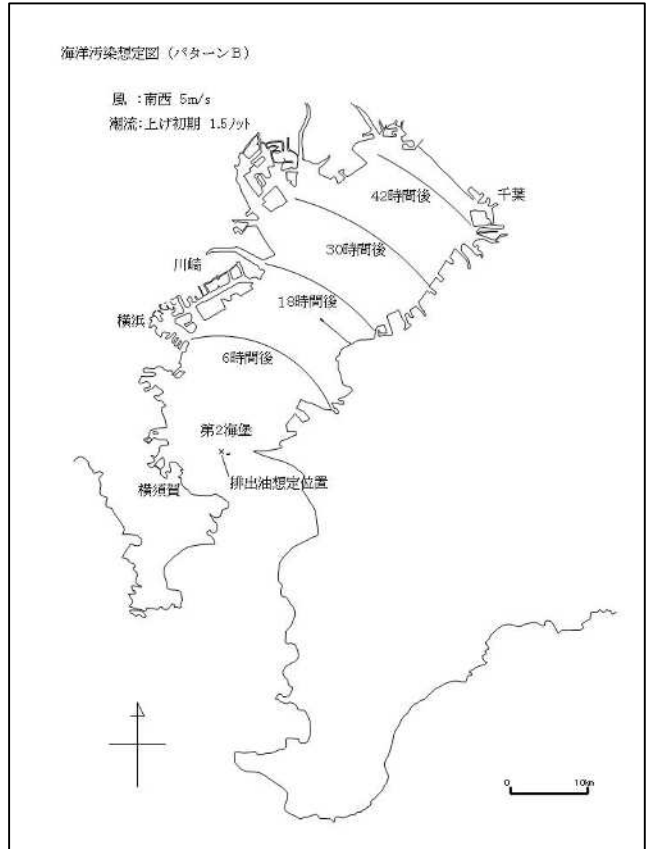 海洋汚染想定図（パターンB）
風 ：南西 5m/s
潮流：上げ初期 1.5ノット
42時間後
千葉
30時間後
川崎
18時間後
横浜
6時間後
第2海堡
排出油想定位置
横須賀
0
10km